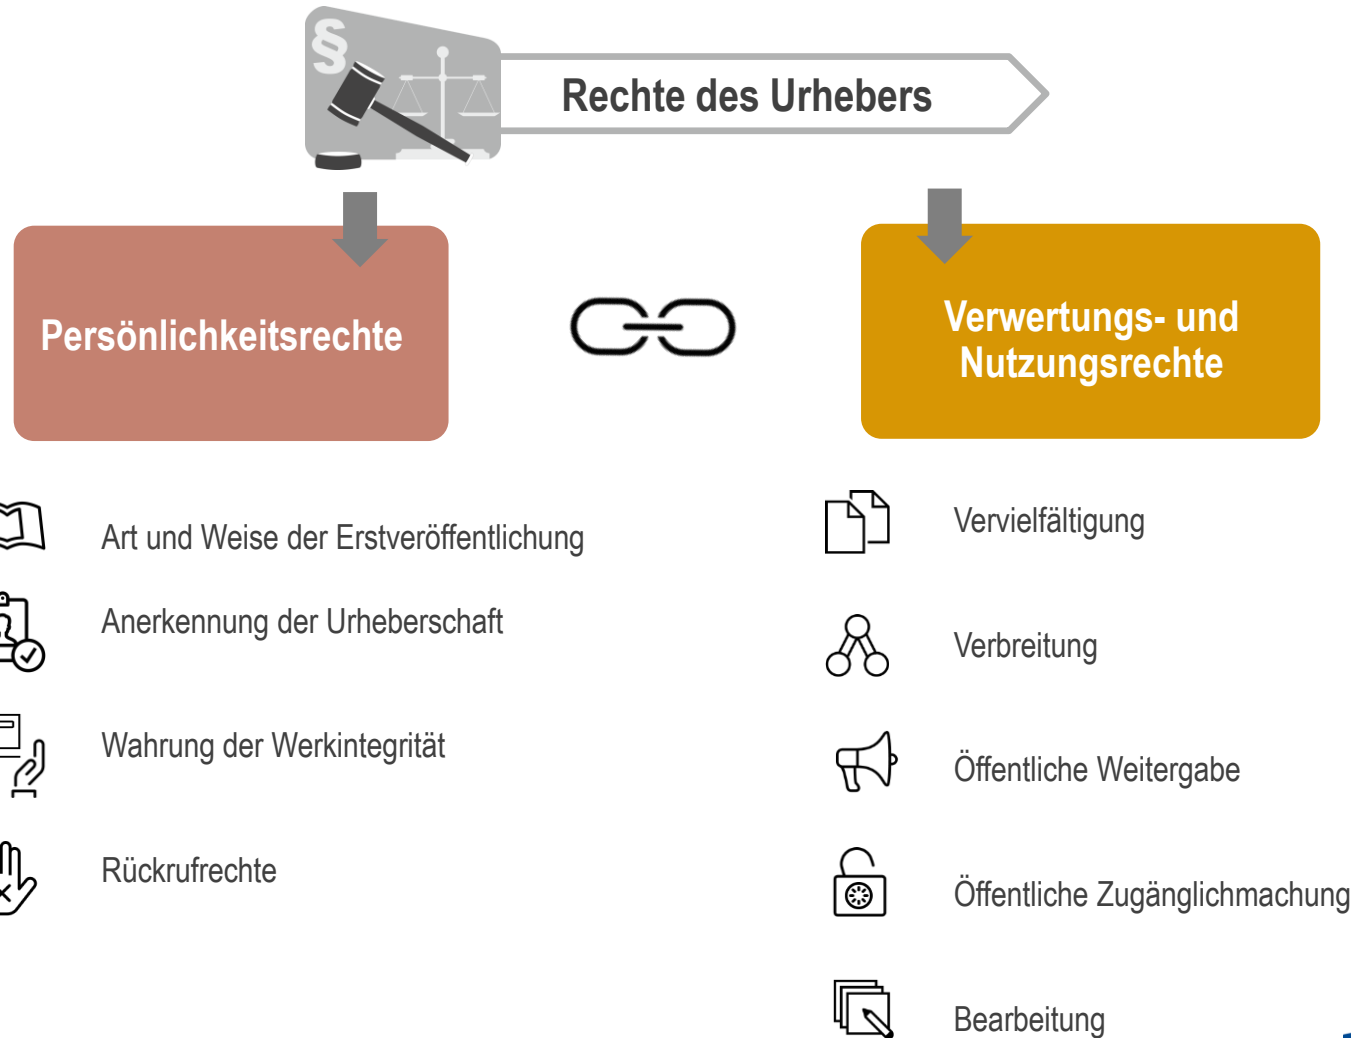 §
Rechte des Urhebers
Persönlichkeitsrechte
Verwertungs- und
Nutzungsrechte
Art und Weise der Erstveröffentlichung
Anerkennung der Urheberschaft
Wahrung der Werkintegrität
Rückrufrechte
Vervielfältigung
Verbreitung
Öffentliche Weitergabe
Öffentliche Zugänglichmachung
Bearbeitung